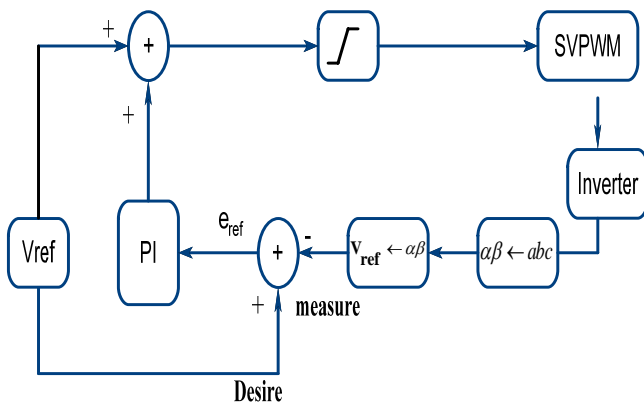 +
+
SVPWM
+
Inverter
Vref
PI
e_ref
+
-
v_ref ← αβ
αβ ← abc
+
measure
Desire